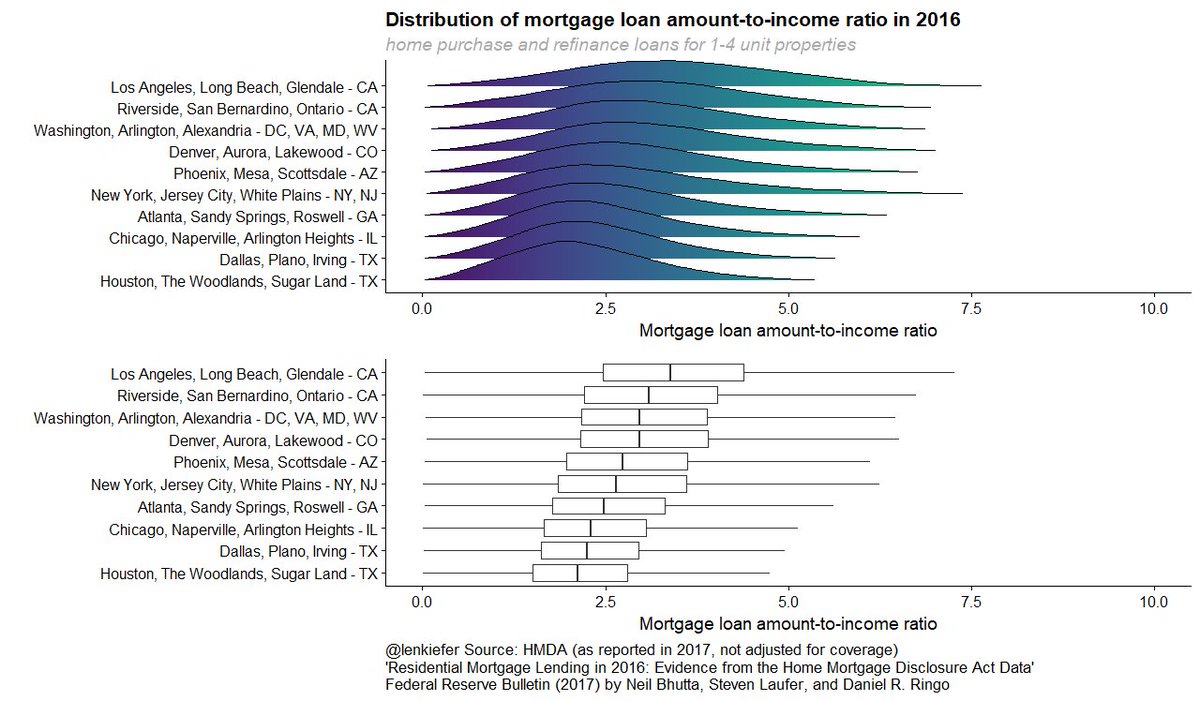 Distribution of mortgage loan amount-to-income ratio in 2016
home purchase and refinance loans for 1-4 unit properties
Los Angeles, Long Beach, Glendale - CA
Riverside, San Bernardino, Ontario - CA
Washington, Arlington, Alexandria - DC, VA, MD, WV
Denver, Aurora, Lakewood - CO
Phoenix, Mesa, Scottsdale - AZ
New York, Jersey City, White Plains - NY, NJ
Atlanta, Sandy Springs, Roswell - GA
Chicago, Naperville, Arlington Heights - IL
Dallas, Plano, Irving - TX
Houston, The Woodlands, Sugar Land - TX
0.0 2.5 5.0 7.5 10.0
Mortgage loan amount-to-income ratio
Los Angeles, Long Beach, Glendale - CA
Riverside, San Bernardino, Ontario - CA
Washington, Arlington, Alexandria - DC, VA, MD, WV
Denver, Aurora, Lakewood - CO
Phoenix, Mesa, Scottsdale - AZ
New York, Jersey City, White Plains - NY, NJ
Atlanta, Sandy Springs, Roswell - GA
Chicago, Naperville, Arlington Heights - IL
Dallas, Plano, Irving - TX
Houston, The Woodlands, Sugar Land - TX
0.0 2.5 5.0 7.5 10.0
Mortgage loan amount-to-income ratio
@lenkiefer Source: HMDA (as reported in 2017, not adjusted for coverage)
'Residential Mortgage Lending in 2016: Evidence from the Home Mortgage Disclosure Act Data'
Federal Reserve Bulletin (2017) by Neil Bhutta, Steven Laufer, and Daniel R. Ringo